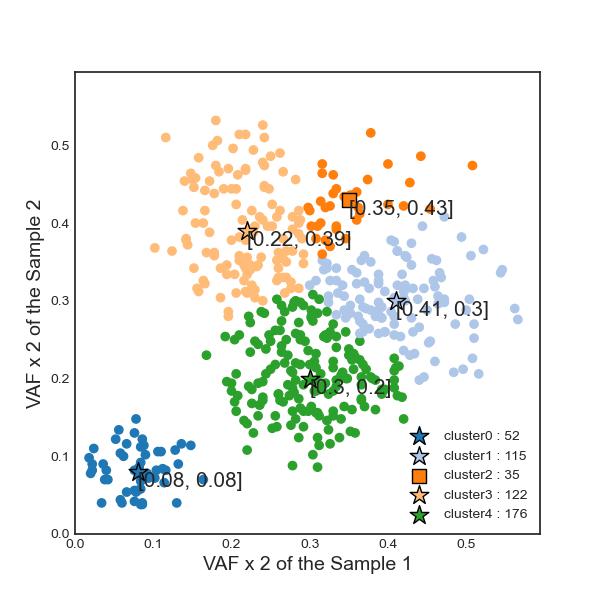 VAF x 2 of the Sample 2
0.5
0.4
0.3
0.2
0.1
0.0
[0.35, 0.43]
[0.22, 0.39]
[0.41, 0.3]
[0.3, 0.2]
[0.08, 0.08]
cluster0 : 52
cluster1 : 115
cluster2 : 35
cluster3 : 122
cluster4 : 176
0.0 0.1 0.2 0.3 0.4 0.5
VAF x 2 of the Sample 1